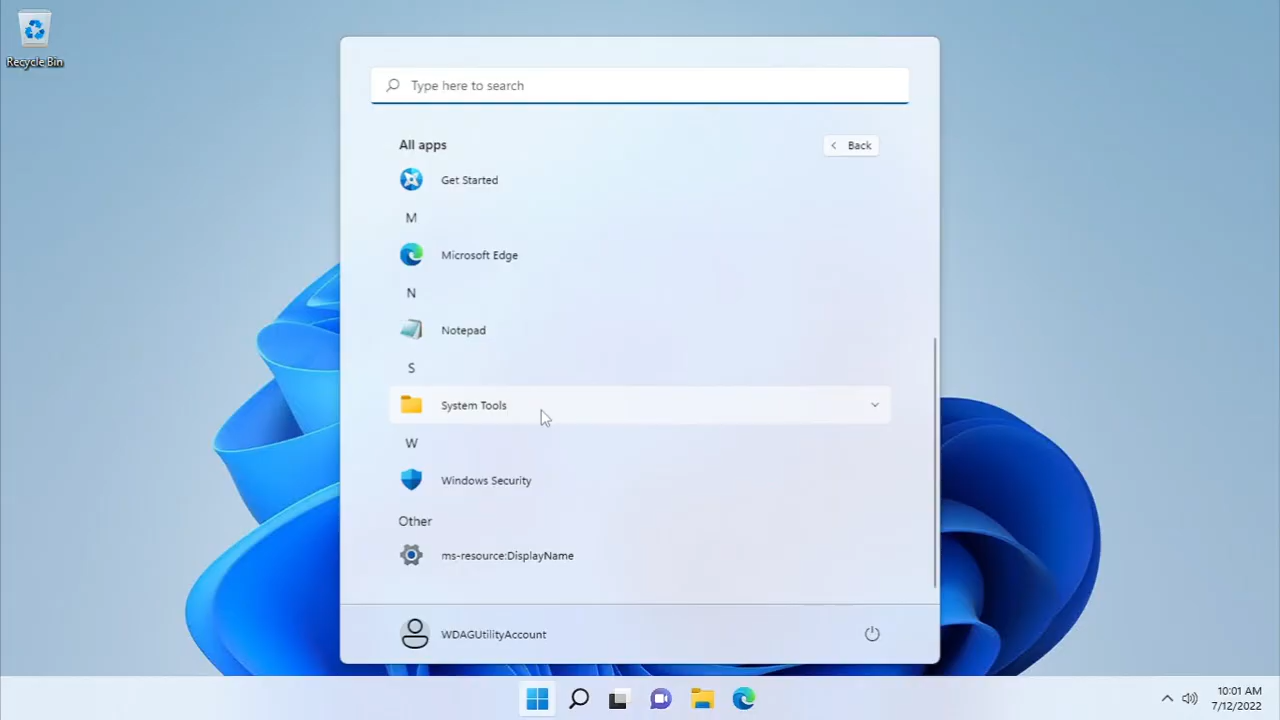 Recycle Bin
Type here to search
All apps
Back
Get Started
M
Microsoft Edge
N
Notepad
S
System Tools
W
Windows Security
Other
ms-resource:DisplayName
WDAGUtilityAccount
10:01 AM
7/12/2022